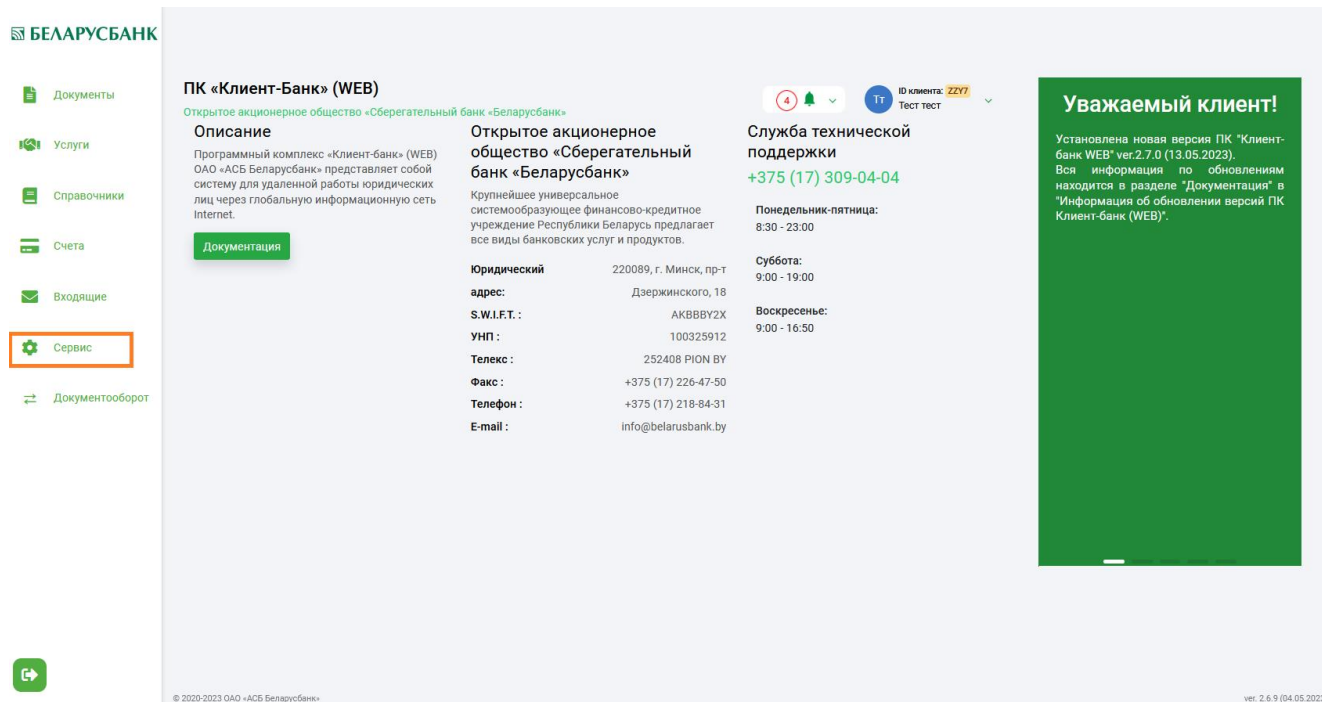 БЕЛАРУСБАНК
Документы
Услуги
Справочники
Счета
Входящие
Сервис
Документооборот
ПК «Клиент-Банк» (WEB)
Открытое акционерное общество «Сберегательный банк «Беларусбанк»
4
Тт
ID клиента: ZZY7
Тест тест
Описание
Программный комплекс «Клиент-банк» (WEB)
ОАО «АСБ Беларусбанк» представляет собой
систему для удаленной работы юридических
лиц через глобальную информационную сеть
Internet.
Документация
Открытое акционерное
общество «Сберегательный
банк «Беларусбанк»
Крупнейшее универсальное
системообразующее финансово-кредитное
учреждение Республики Беларусь предлагает
все виды банковских услуг и продуктов.
Юридический 220089, г. Минск, пр-т
адрес: Дзержинского, 18
S.W.I.F.T. : AKBBBY2X
УНП : 100325912
Телекс : 252408 PION BY
Факс : +375 (17) 226-47-50
Телефон : +375 (17) 218-84-31
E-mail : info@belarusbank.by
Служба технической
поддержки
+375 (17) 309-04-04
Понедельник-пятница:
8:30 - 23:00
Суббота:
9:00 - 19:00
Воскресенье:
9:00 - 16:50
Уважаемый клиент!
Установлена новая версия ПК "Клиент-
банк WEB" ver.2.7.0 (13.05.2023).
Вся информация по обновлениям
находится в разделе "Документация" в
"Информация об обновлении версий ПК
Клиент-банк (WEB)".
© 2020-2023 ОАО «АСБ Беларусбанк»
ver. 2.6.9 (04.05.202